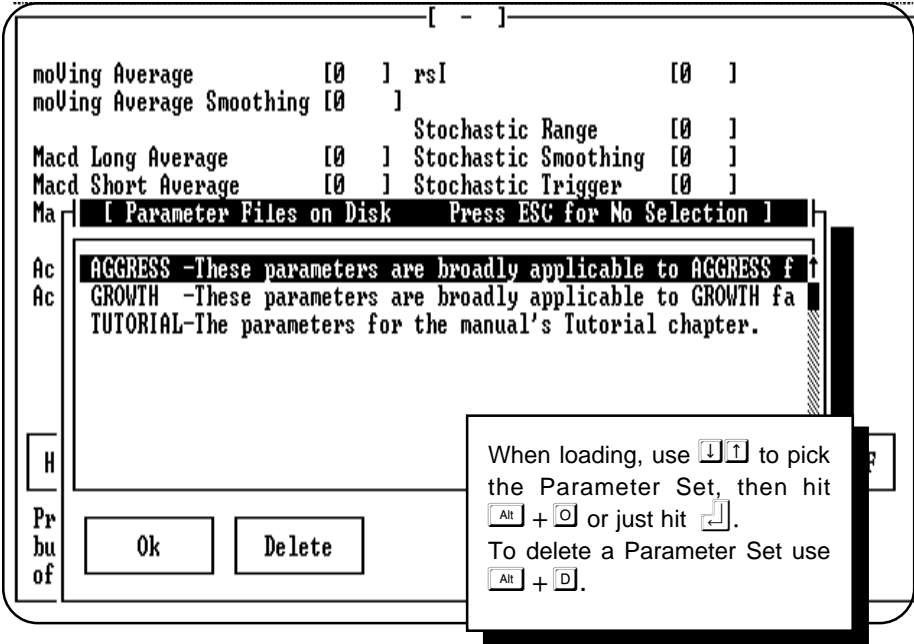 [ - ]
moVing Average [0 ] rsI [0 ]
moVing Average Smoothing [0 ]
Stochastic Range [0 ]
Macd Long Average [0 ] Stochastic Smoothing [0 ]
Macd Short Average [0 ] Stochastic Trigger [0 ]
Ma [ Parameter Files on Disk Press ESC for No Selection ]
Ac AGGRESS -These parameters are broadly applicable to AGGRESS f ↑
Ac GROWTH -These parameters are broadly applicable to GROWTH fa
TUTORIAL-The parameters for the manual's Tutorial chapter.
H
Pr
bu Ok Delete
of
When loading, use ↓ ↑ to pick
the Parameter Set, then hit
Alt + O or just hit ↵.
To delete a Parameter Set use
Alt + D.